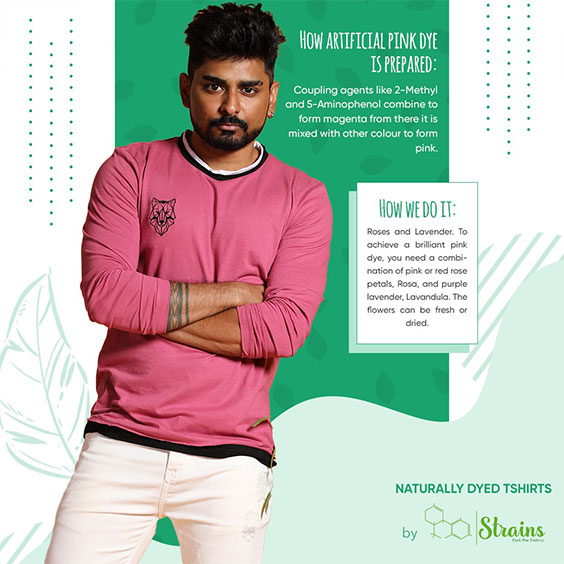 HOW ARTIFICIAL PINK DYE
IS PREPARED:
Coupling agents like 2-Methyl
and 5-Aminophenol combine to
form magenta from there it is
mixed with other colour to form
pink.
HOW WE DO IT:
Roses and Lavender. To
achieve a brilliant pink
dye, you need a combi-
nation of pink or red rose
petals, Rosa, and purple
lavender, Lavandula. The
flowers can be fresh or
dried.
NATURALLY DYED TSHIRTS
by Strains
Feel the Fabric